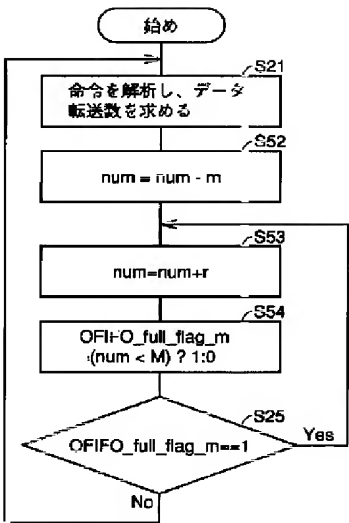 始め
S21
命令を解析し、データ
転送数を求める
S52
num = num - m
S53
num=num+r
S54
OFIFO_full_flag_m
(num < M) ? 1:0
S25
OFIFO_full_flag_m==1
Yes
No